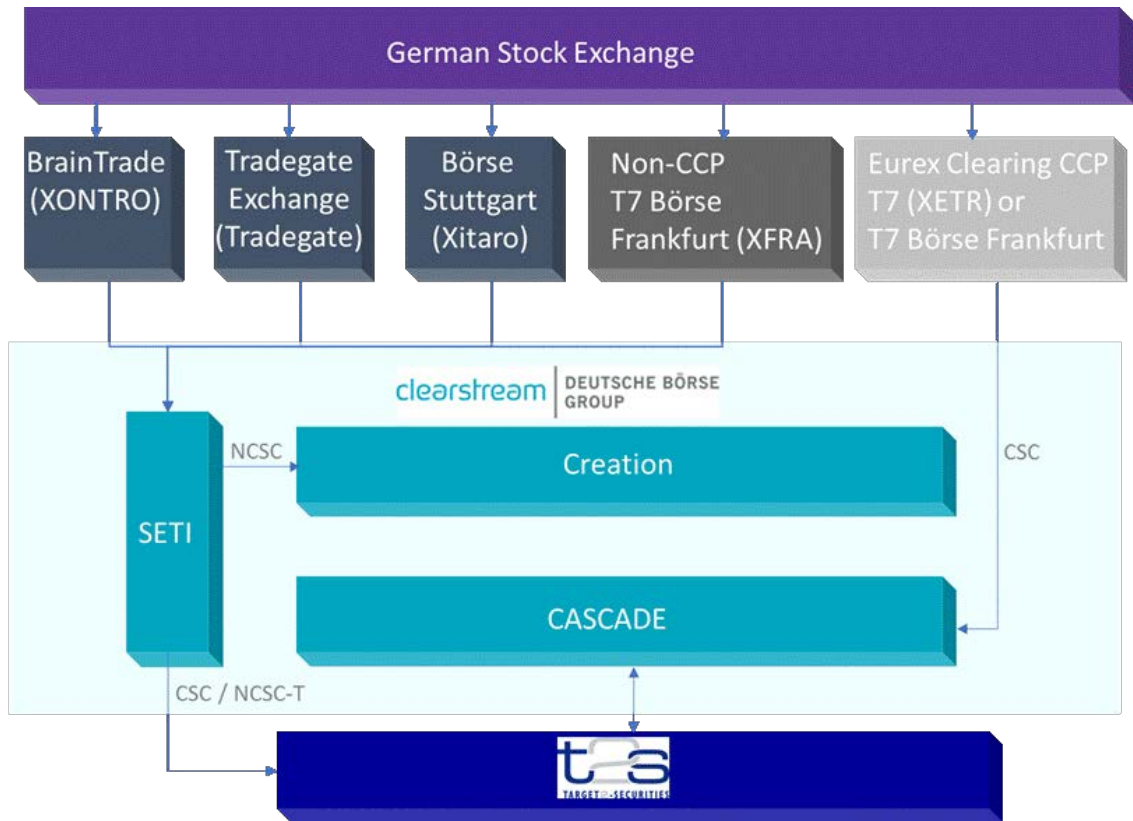 German Stock Exchange
BrainTrade
(XONTRO)
Tradegate
Exchange
(Tradegate)
Börse
Stuttgart
(Xitaro)
Non-CCP
T7 Börse
Frankfurt (XFRA)
Eurex Clearing CCP
T7 (XETR) or
T7 Börse Frankfurt
clearstream
DEUTSCHE BÖRSE
GROUP
NCSC
Creation
CSC
SETI
CASCADE
CSC / NCSC-T
t2s
TARGET2-SECURITIES